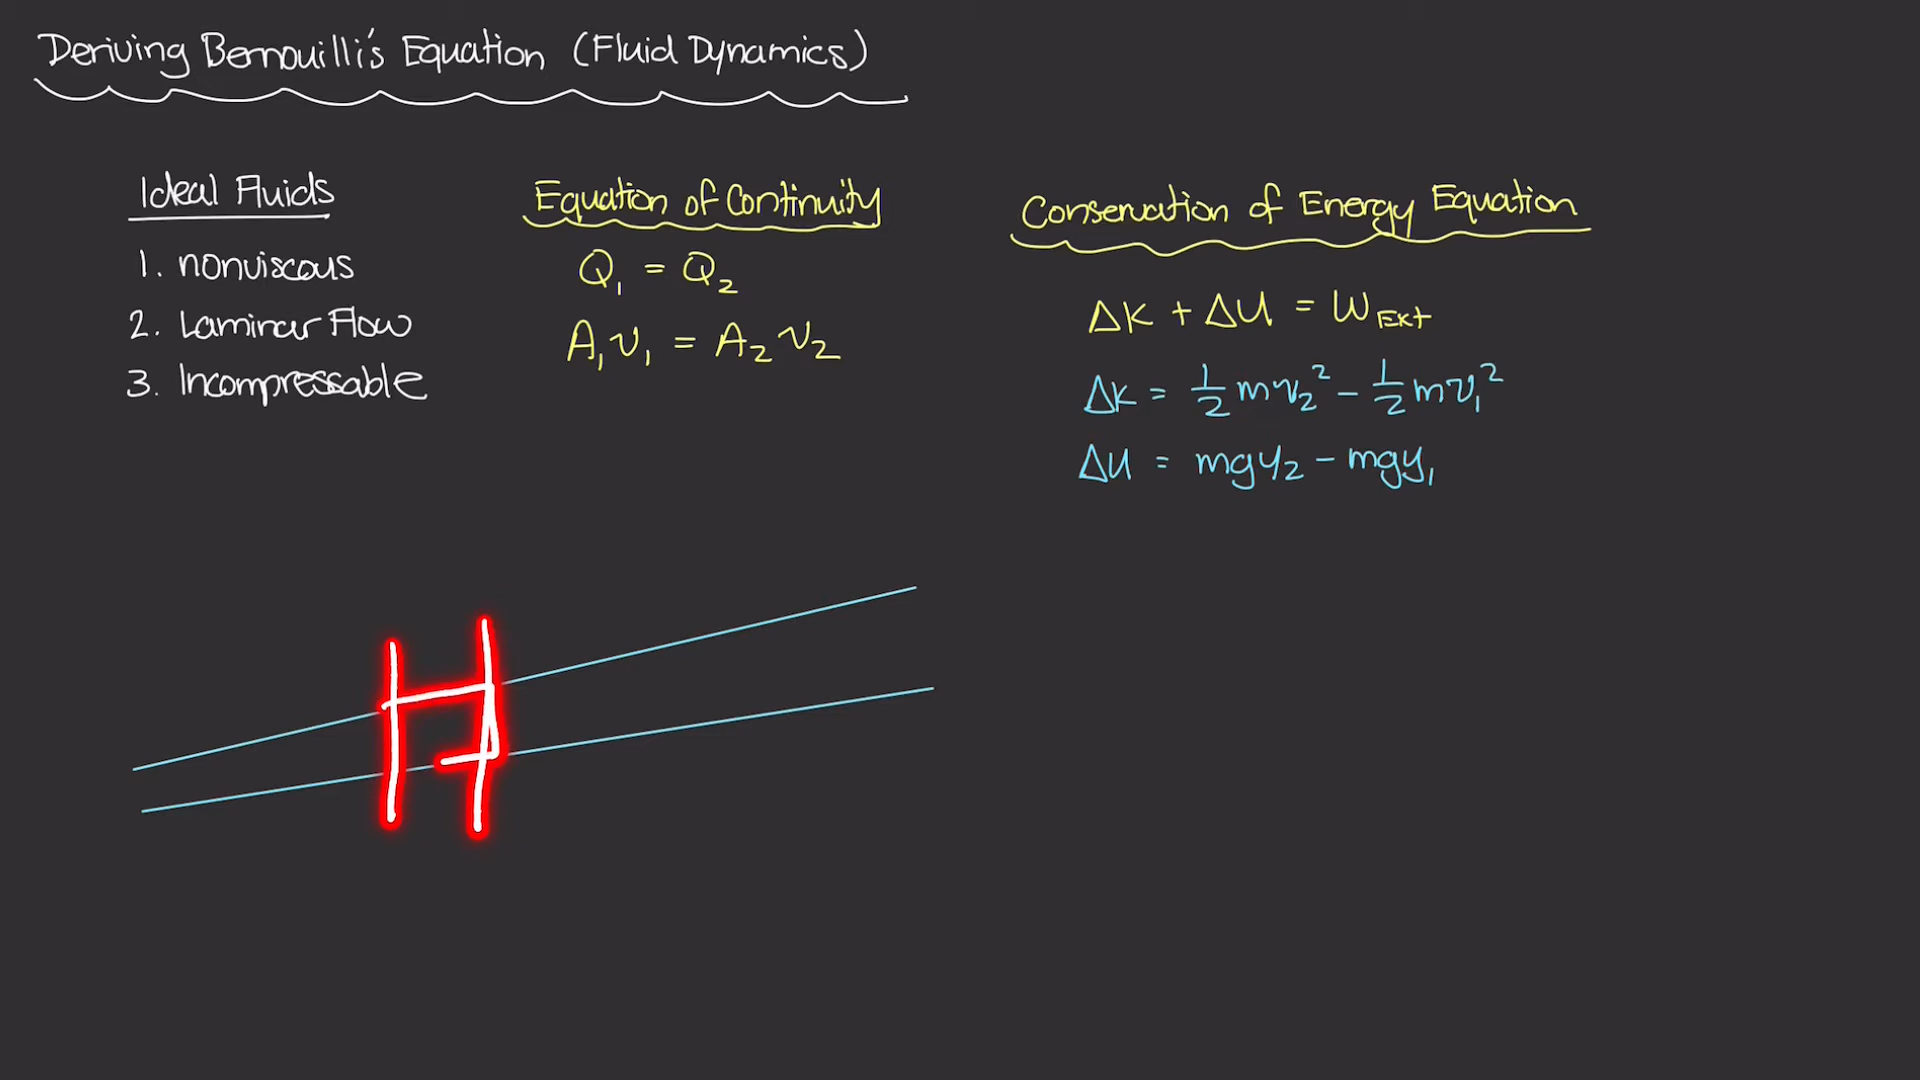 Deriving Bernouilli's Equation (Fluid Dynamics)
Ideal Fluids
1. nonviscous
2. Laminar Flow
3. Incompressable
Equation of Continuity
Q₁ = Q₂
A₁v₁ = A₂v₂
Conservation of Energy Equation
ΔK + ΔU = W_Ext
ΔK = ½mv₂² - ½mv₁²
ΔU = mgy₂ - mgy₁